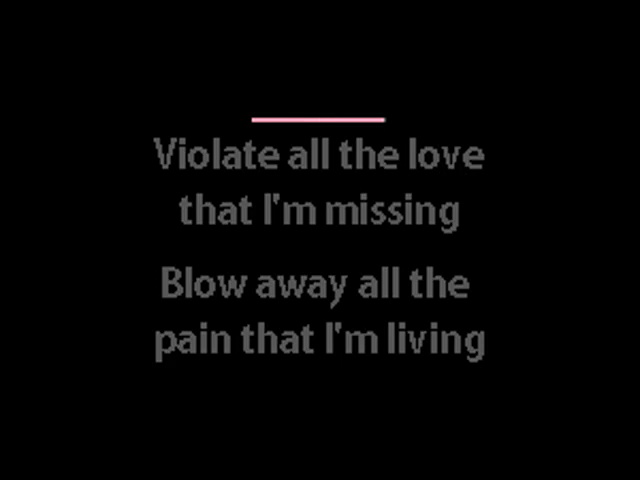 Violate all the love
that I'm missing
Blow away all the
pain that I'm living